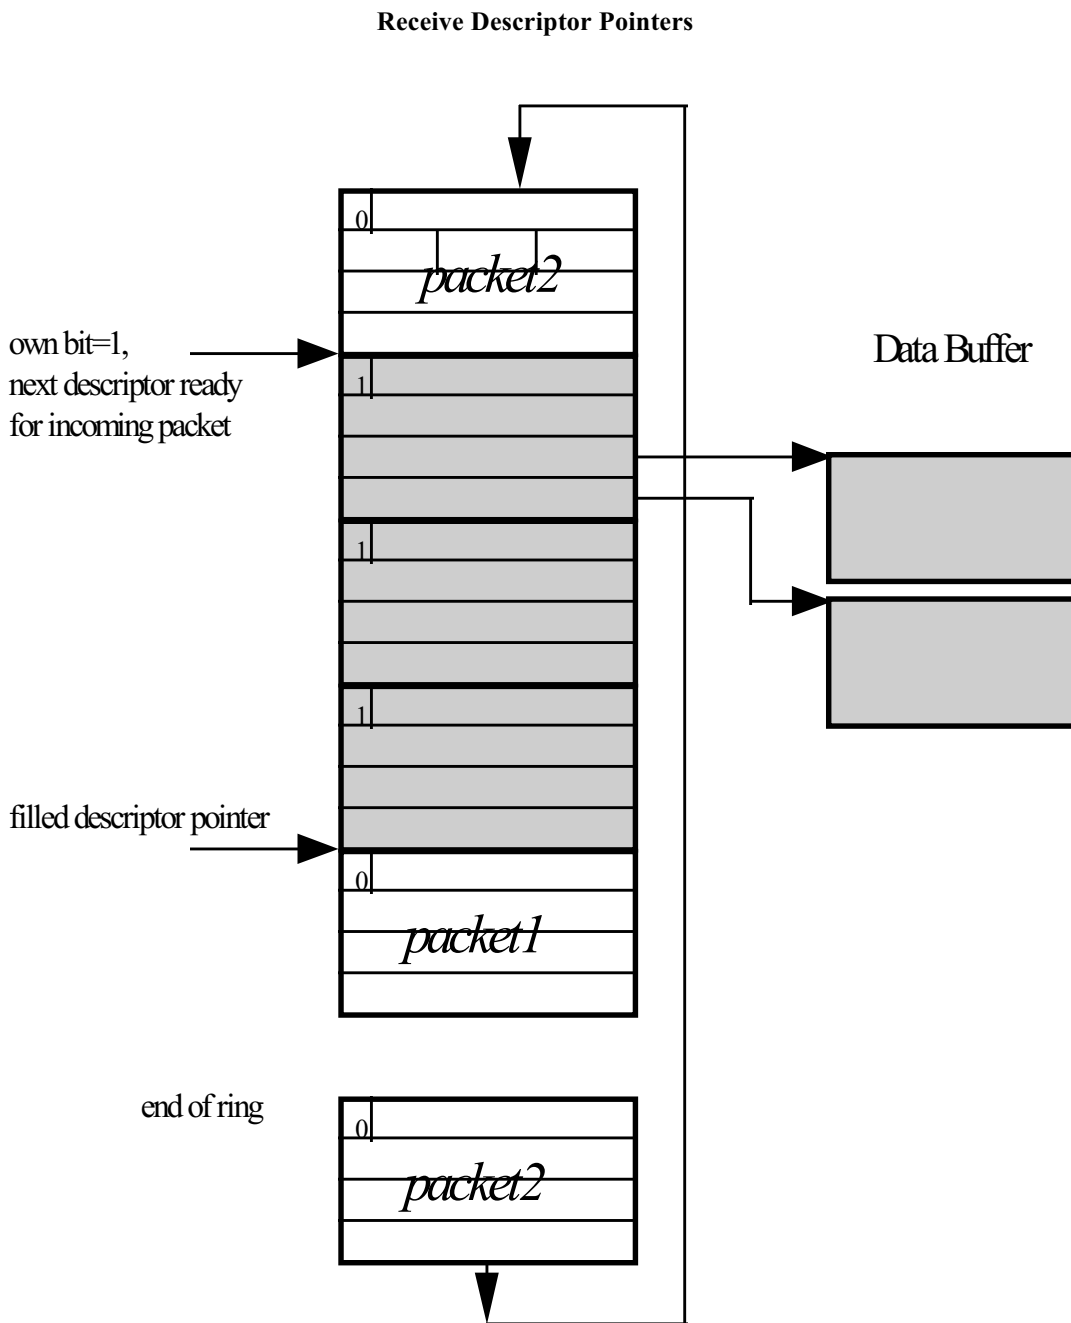 Receive Descriptor Pointers
0
packet2
own bit=1,
next descriptor ready
for incoming packet
Data Buffer
1
1
1
filled descriptor pointer
0
packet1
end of ring
0
packet2